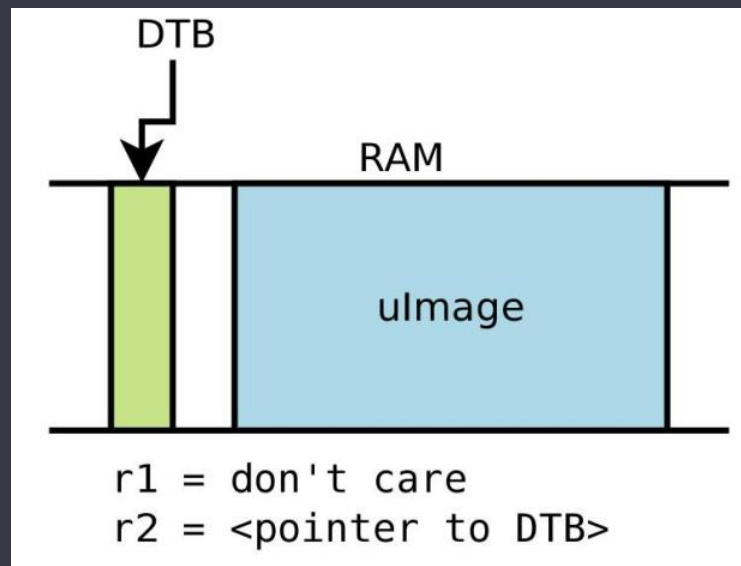 DTB
RAM
uImage
r1 = don't care
r2 = <pointer to DTB>